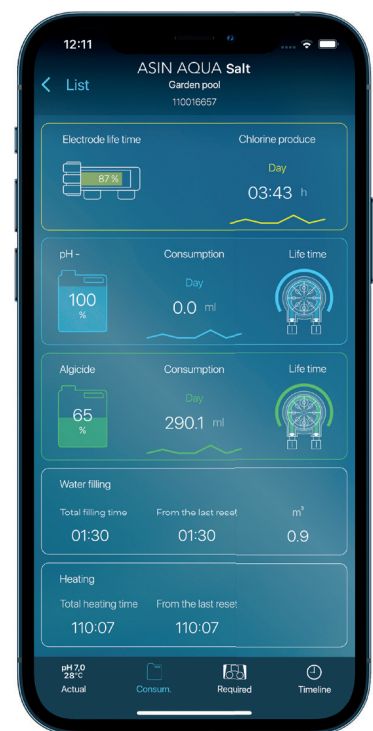 12:11
ASIN AQUA Salt
List
Garden pool
110016657
Electrode life time
Chlorine produce
87 %
Day
03:43 h
pH -
Consumption
Life time
100
%
Day
0.0 ml
Algicide
Consumption
Life time
65
%
Day
290.1 ml
Water filling
Total filling time
From the last reset
m³
01:30
01:30
0.9
Heating
Total heating time
From the last reset
110:07
110:07
pH 7,0
28°C
Actual
Consum.
Required
Timeline